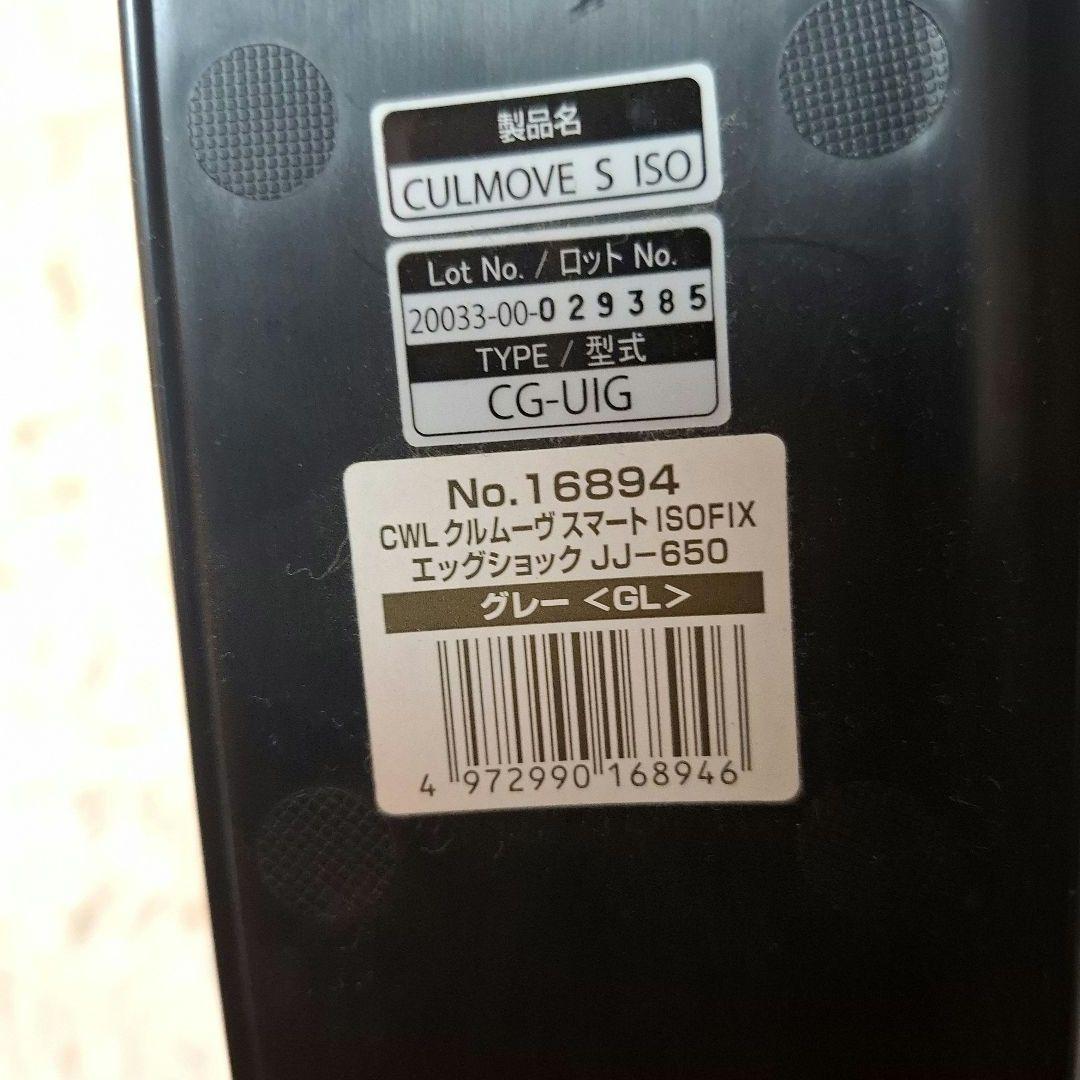 製品名
CULMOVE S ISO
Lot No. / ロット No.
20033-00-029385
TYPE / 型式
CG-UIG
No.16894
CWL クルムーヴ スマート ISOFIX
エッグショック JJ-650
グレー <GL>
4 972990 168946